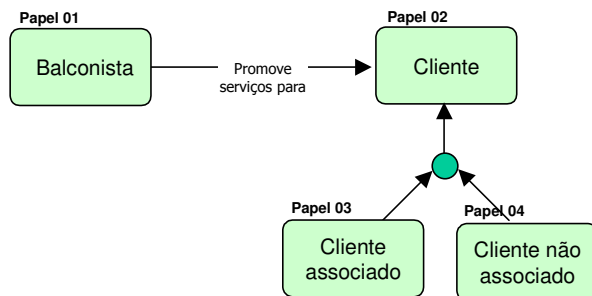 Papel 01
Balconista
Promove
serviços para
Papel 02
Cliente
Papel 03
Cliente
associado
Papel 04
Cliente não
associado